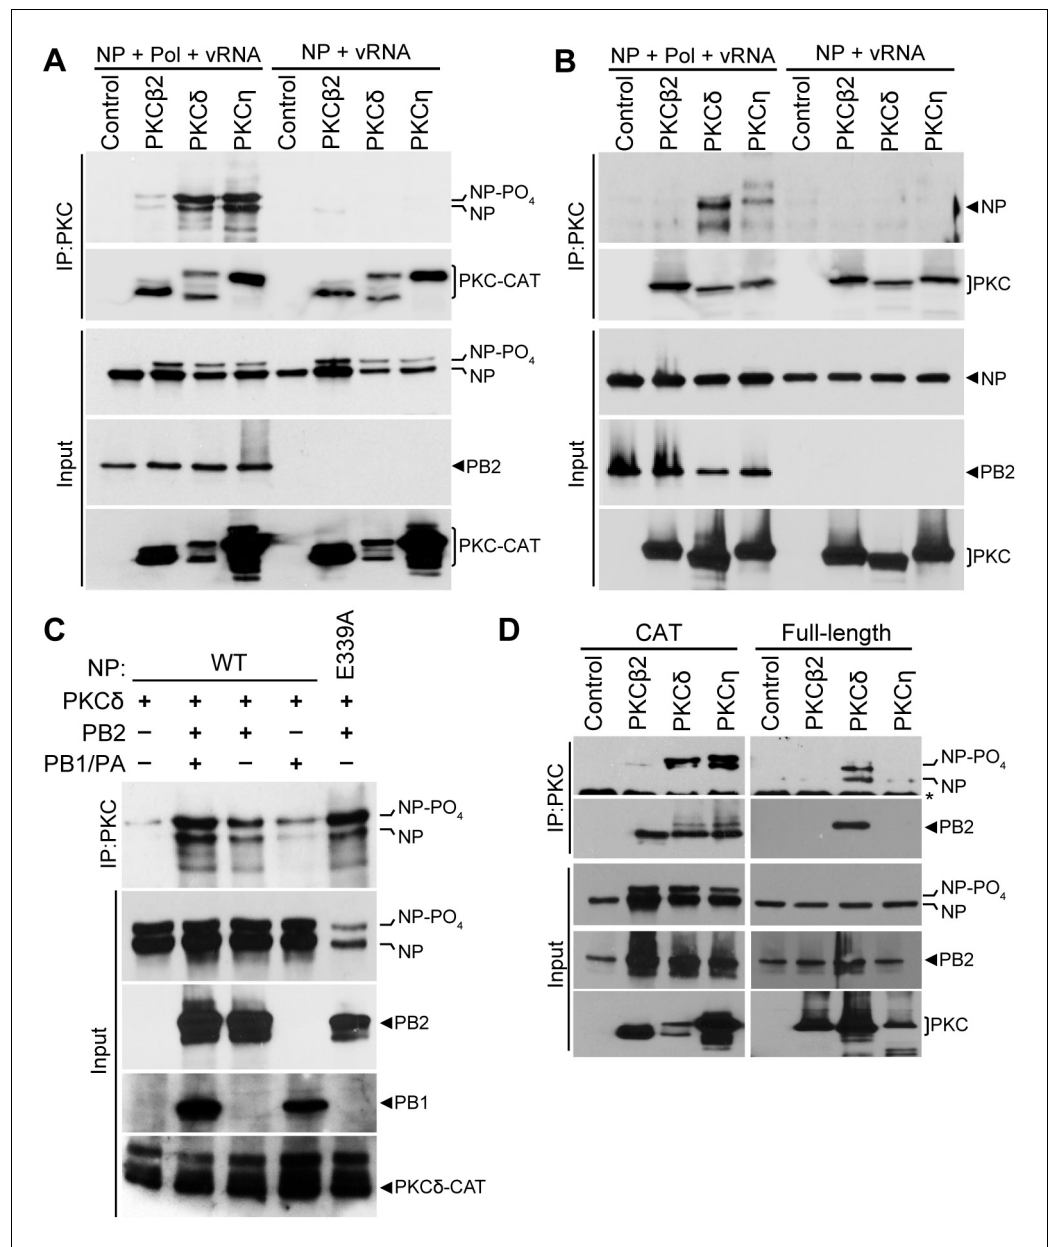 A
NP + Pol + vRNA
NP + vRNA
Control
PKCβ2
PKCδ
PKCη
Control
PKCβ2
PKCδ
PKCη
IP:PKC
NP-PO4
NP
PKC-CAT
Input
NP-PO4
NP
PB2
PKC-CAT
B
NP + Pol + vRNA
NP + vRNA
Control
PKCβ2
PKCδ
PKCη
Control
PKCβ2
PKCδ
PKCη
IP:PKC
NP
PKC
Input
NP
PB2
PKC
C
NP: WT E339A
PKCδ + + + + +
PB2 – + + – +
PB1/PA – + – + –
IP:PKC
NP-PO4
NP
Input
NP-PO4
NP
PB2
PB1
PKCδ-CAT
D
CAT
Full-length
Control
PKCβ2
PKCδ
PKCη
Control
PKCβ2
PKCδ
PKCη
IP:PKC
NP-PO4
NP
*
PB2
Input
NP-PO4
NP
PB2
PKC